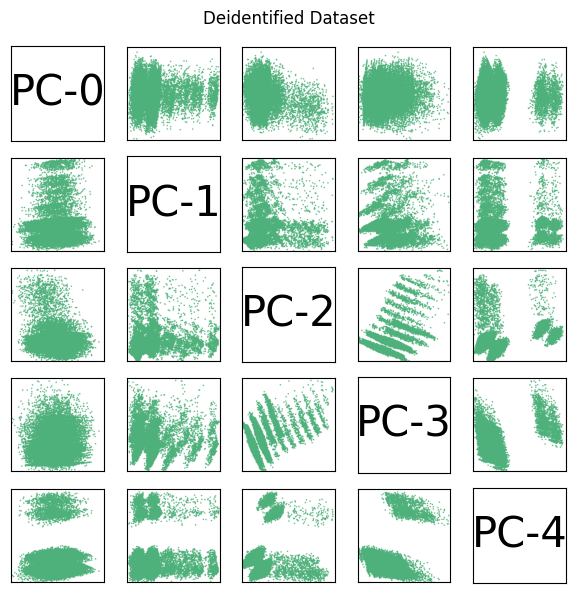 Deidentified Dataset
PC-0
PC-1
PC-2
PC-3
PC-4